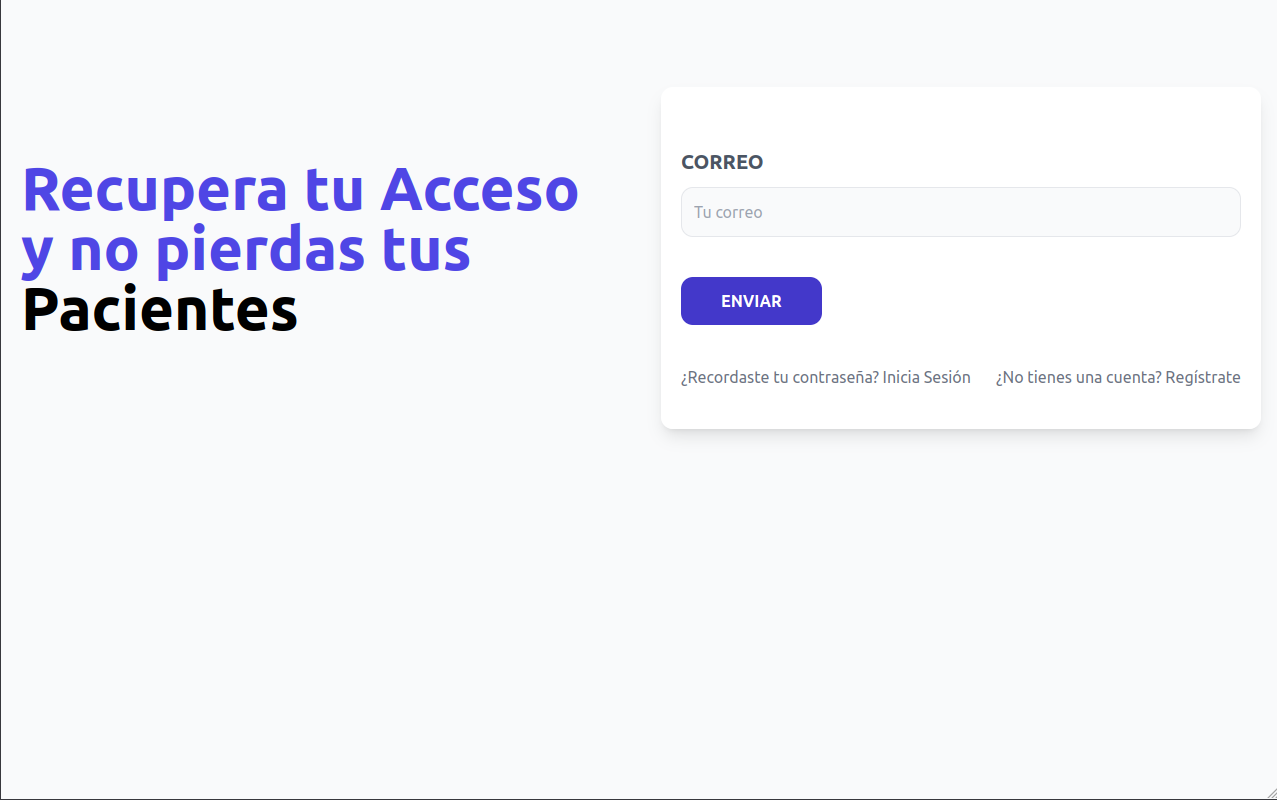 Recupera tu Acceso
y no pierdas tus
Pacientes
CORREO
Tu correo
ENVIAR
¿Recordaste tu contraseña? Inicia Sesión
¿No tienes una cuenta? Regístrate